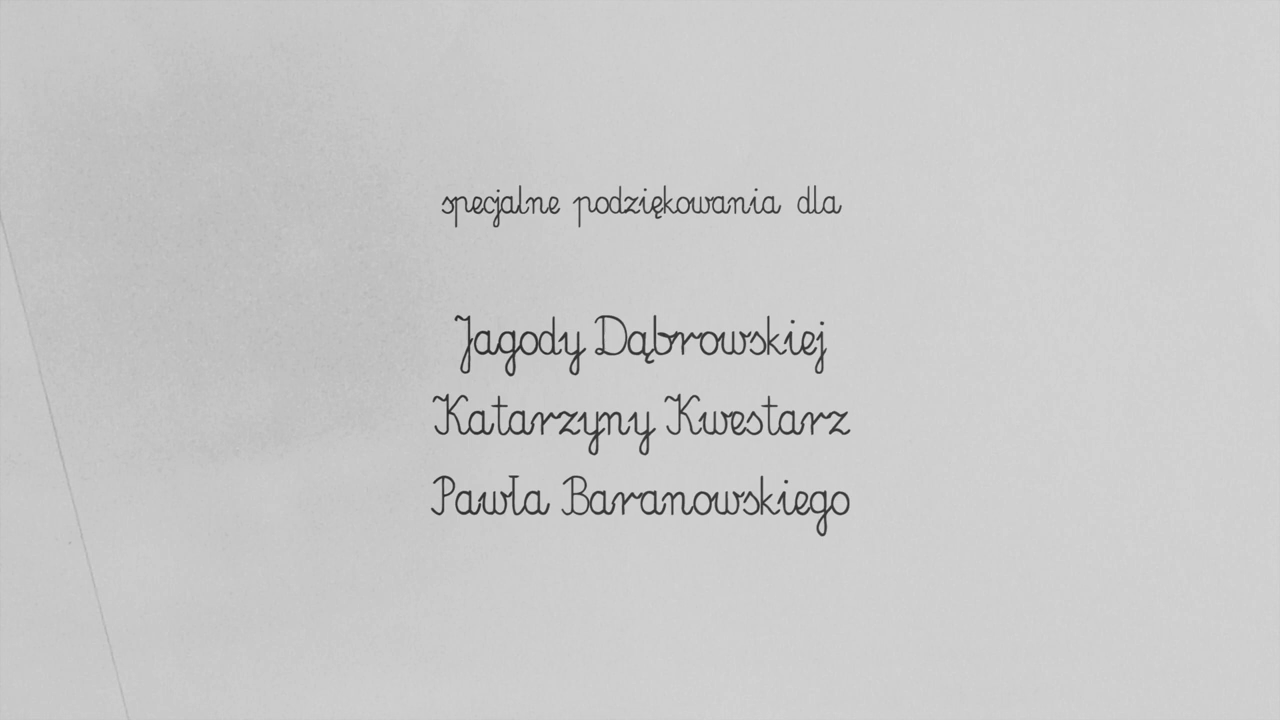 specjalne podziękowania dla
Jagody Dąbrowskiej
Katarzyny Kwestarz
Pawła Baranowskiego